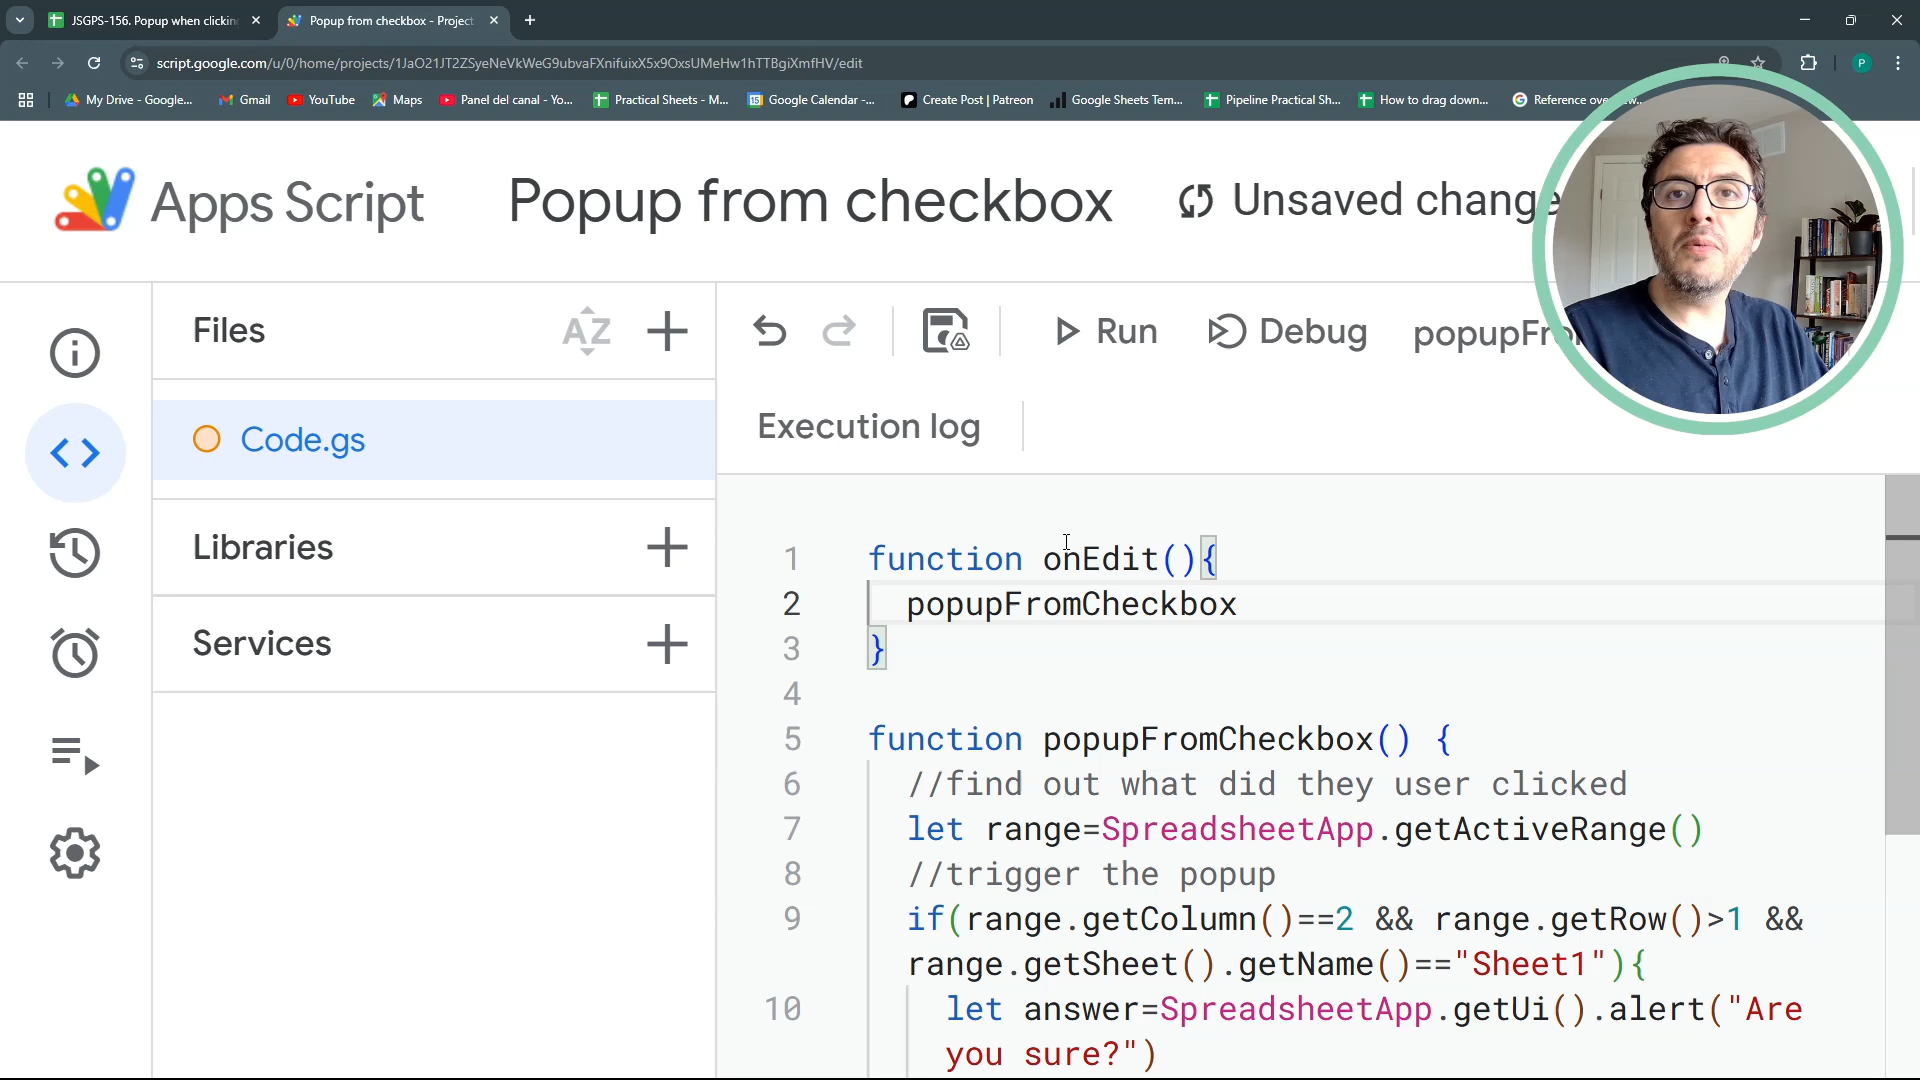 JSGPS-156. Popup when clickin
Popup from checkbox - Project
script.google.com/u/0/home/projects/1JaO21JT2ZSyeNeVkWeG9ubvaFXnifuixX5x9OxsUMeHw1hTTBgiXmfHV/edit
P
My Drive - Google...
Gmail
YouTube
Maps
Panel del canal - Yo...
Practical Sheets - M...
Google Calendar -...
Create Post | Patreon
Google Sheets Tem...
Pipeline Practical Sh...
How to drag down...
Reference ove
Apps Script
Popup from checkbox
Unsaved change
Files
AZ
Run
Debug
popupFro
Code.gs
Execution log
Libraries
Services
1 function onEdit(){
2 popupFromCheckbox
3 }
4
5 function popupFromCheckbox() {
6 //find out what did they user clicked
7 let range=SpreadsheetApp.getActiveRange()
8 //trigger the popup
9 if(range.getColumn()==2 && range.getRow()>1 &&
range.getSheet().getName()=="Sheet1"){
10 let answer=SpreadsheetApp.getUi().alert("Are
you sure?")